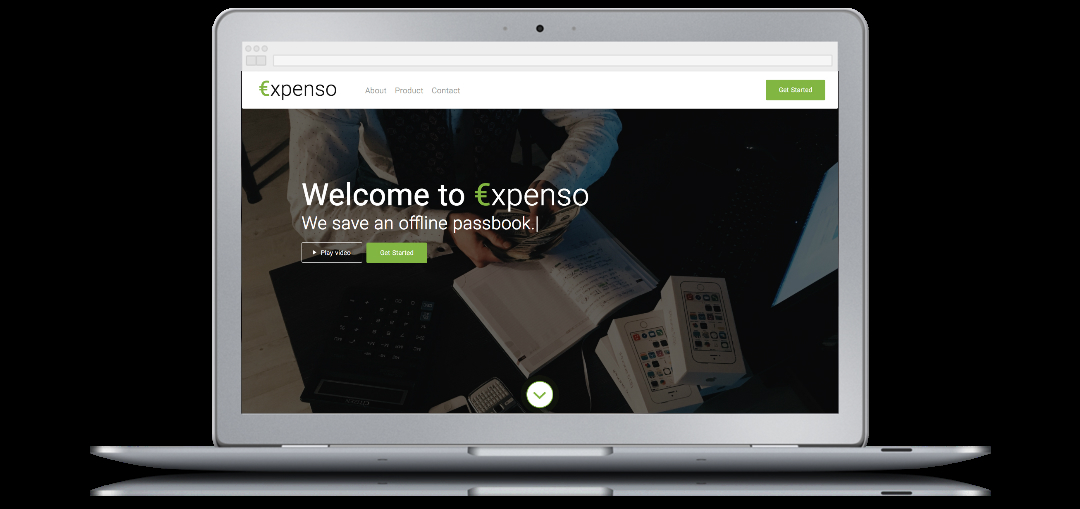 €xpenso
About Product Contact
Get Started
Welcome to €xpenso
We save an offline passbook.|
Play video
Get Started